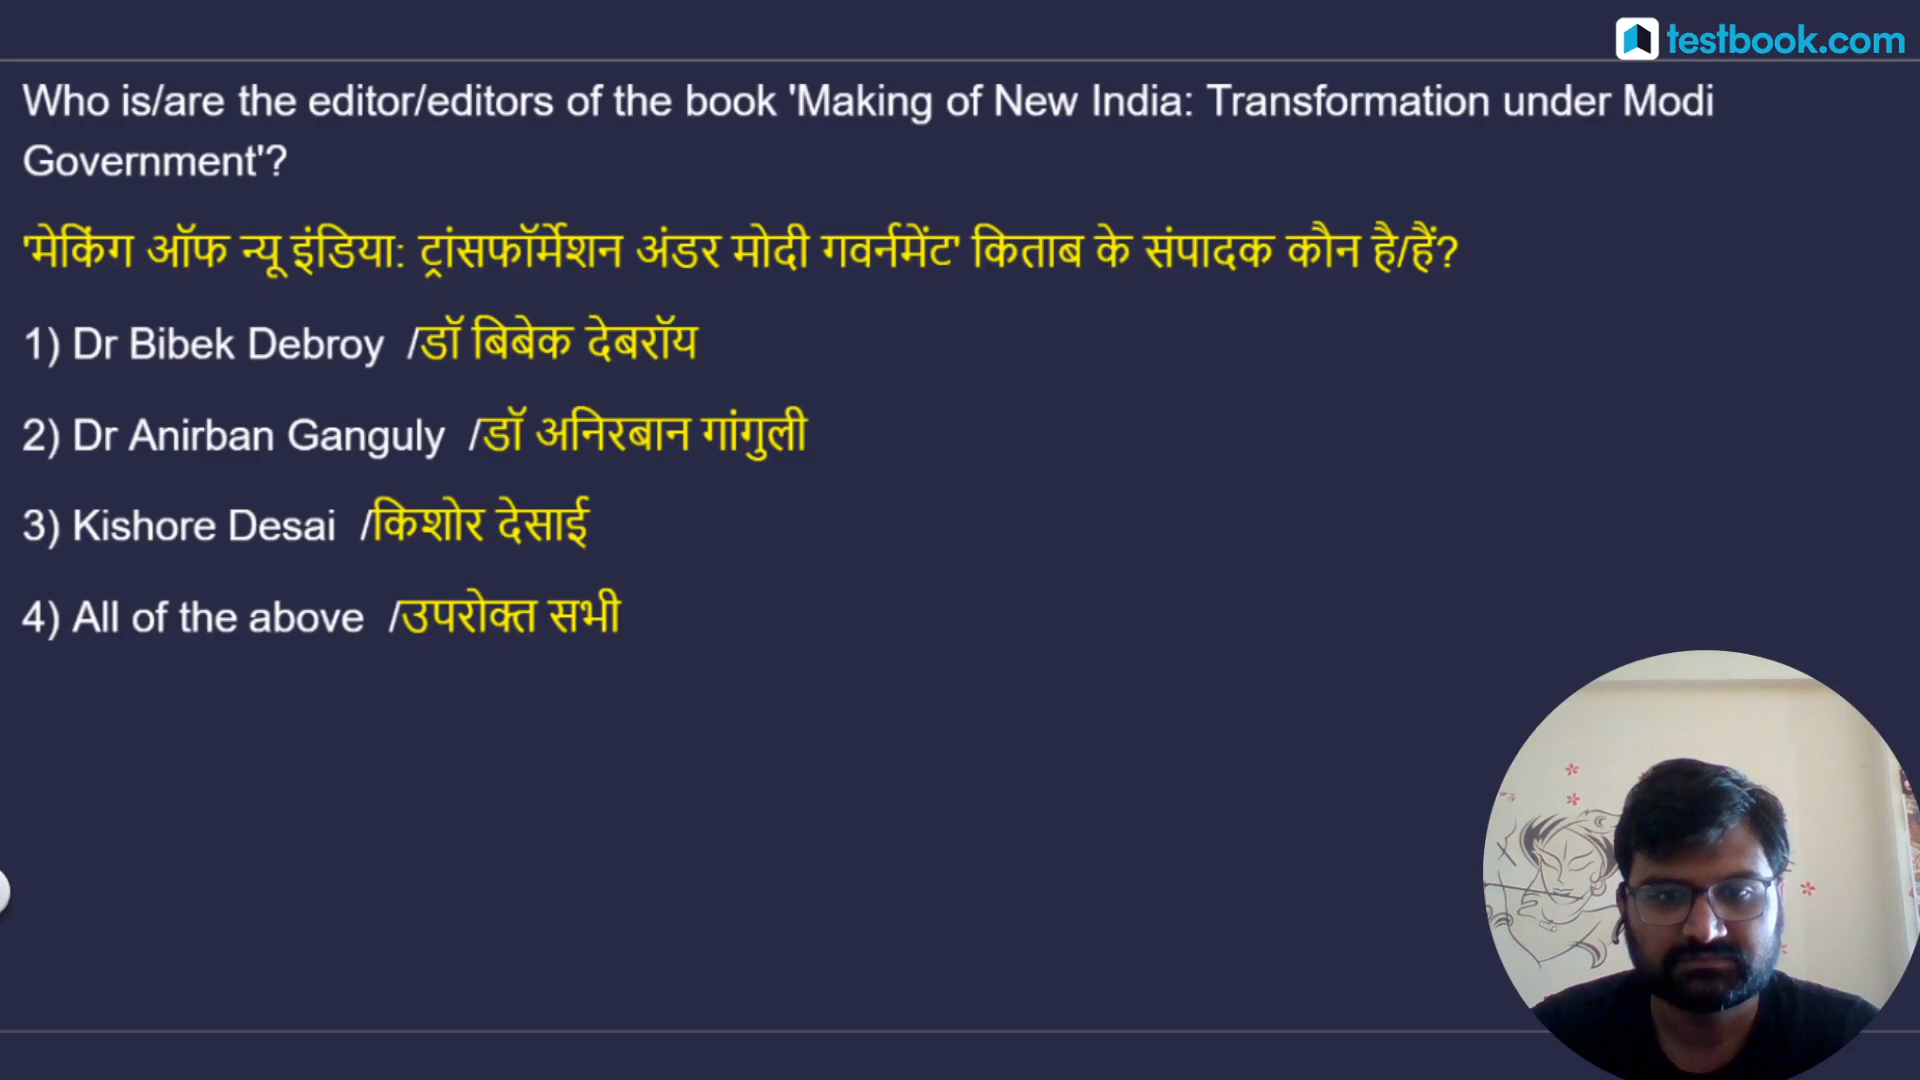 testbook.com
Who is/are the editor/editors of the book 'Making of New India: Transformation under Modi
Government'?
'मेकिंग ऑफ न्यू इंडिया: ट्रांसफॉर्मेशन अंडर मोदी गवर्नमेंट' किताब के संपादक कौन है/हैं?
1) Dr Bibek Debroy /डॉ बिबेक देबरॉय
2) Dr Anirban Ganguly /डॉ अनिरबान गांगुली
3) Kishore Desai /किशोर देसाई
4) All of the above /उपरोक्त सभी